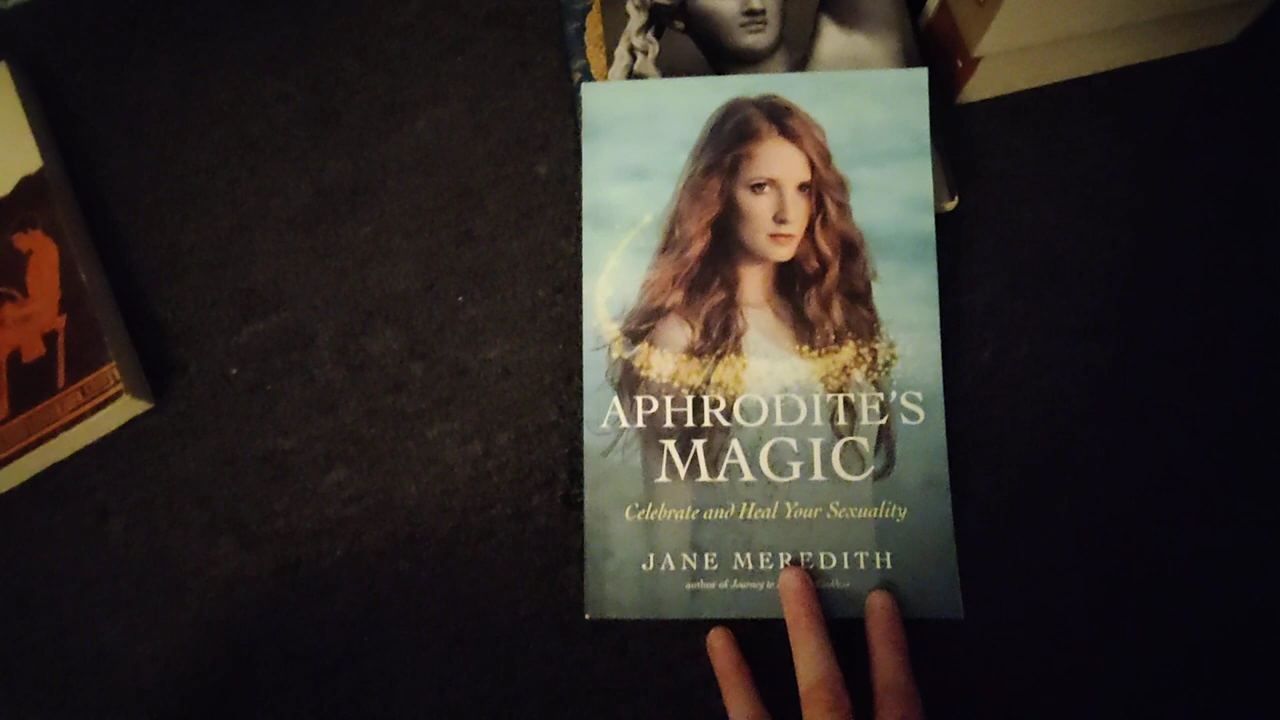 APHRODITE'S
MAGIC
Celebrate and Heal Your Sexuality
JANE MEREDITH
author of Journey to